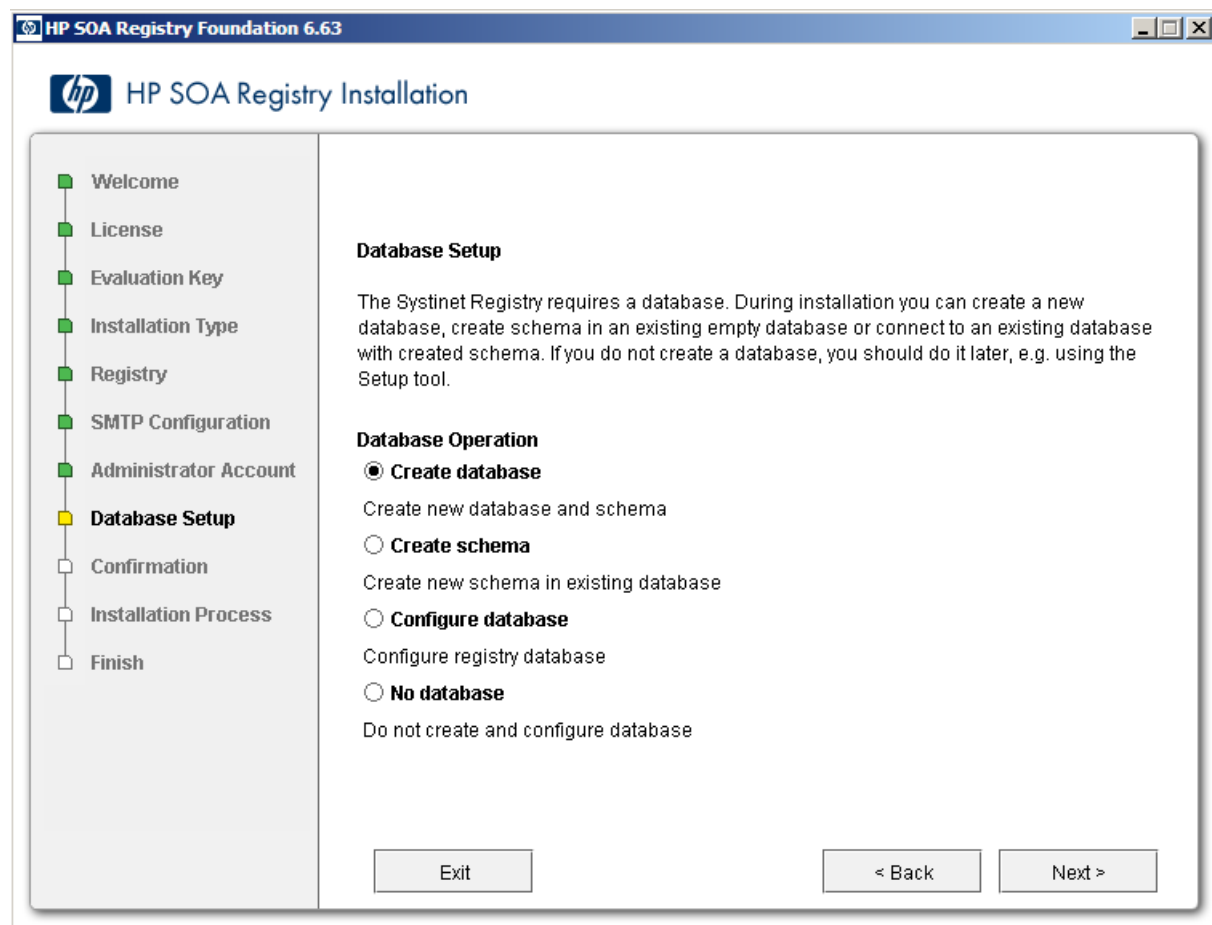 HP SOA Registry Foundation 6.63
hp HP SOA Registry Installation
Welcome
License
Evaluation Key
Installation Type
Registry
SMTP Configuration
Administrator Account
Database Setup
Confirmation
Installation Process
Finish
Database Setup
The Systinet Registry requires a database. During installation you can create a new
database, create schema in an existing empty database or connect to an existing database
with created schema. If you do not create a database, you should do it later, e.g. using the
Setup tool.
Database Operation
Create database
Create new database and schema
Create schema
Create new schema in existing database
Configure database
Configure registry database
No database
Do not create and configure database
Exit
< Back
Next >